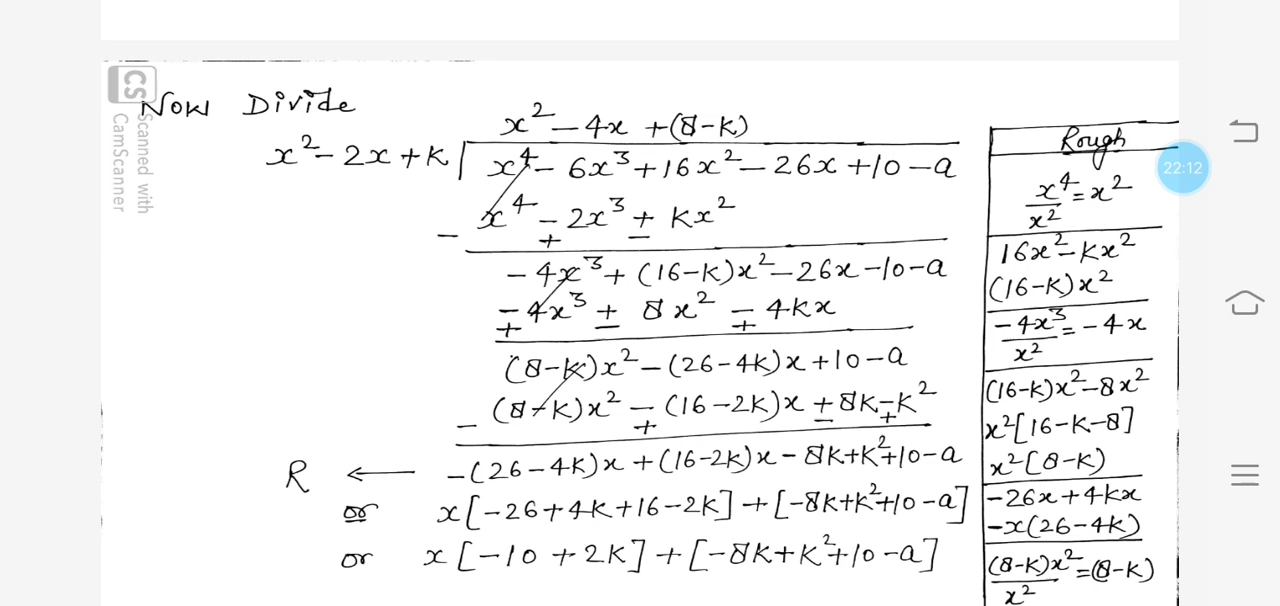 Now Divide
x² - 4x + (8-K)
x² - 2x + K ) x⁴ - 6x³ + 16x² - 26x + 10 - a
x⁴ - 2x³ + Kx²
- + -
- 4x³ + (16-K)x² - 26x - 10 - a
- 4x³ + 8x² - 4Kx
+ - +
(8-K)x² - (26-4K)x + 10 - a
(8-K)x² - (16-2K)x + 8K - K²
- + - +
R ← -(26-4K)x + (16-2K)x - 8K + K² + 10 - a
or x[-26+4K+16-2K] + [-8K+K²+10-a]
or x[-10+2K] + [-8K+K²+10-a]
Rough
x⁴/x² = x²
16x² - Kx²
(16-K)x²
-4x³/x² = -4x
(16-K)x² - 8x²
x²[16-K-8]
x²(8-K)
-26x + 4Kx
-x(26-4K)
(8-K)x²/x² = (8-K)
22:12
CS
Scanned with
CamScanner